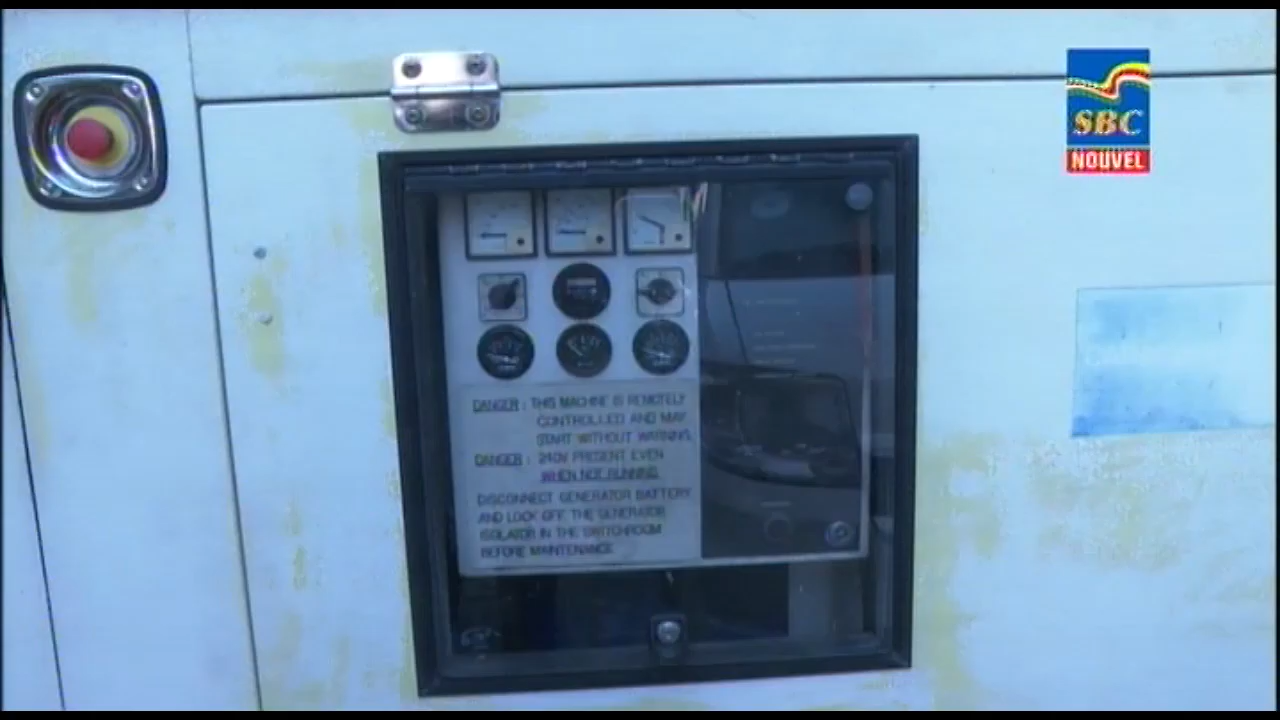 SBC
NOUVEL
DANGER : THIS MACHINE IS REMOTELY
CONTROLLED AND MAY
START WITHOUT WARNING.
DANGER : 240V PRESENT EVEN
WHEN NOT RUNNING.
DISCONNECT GENERATOR BATTERY
AND LOCK OFF THE GENERATOR
ISOLATOR IN THE SWITCHROOM
BEFORE MAINTENANCE